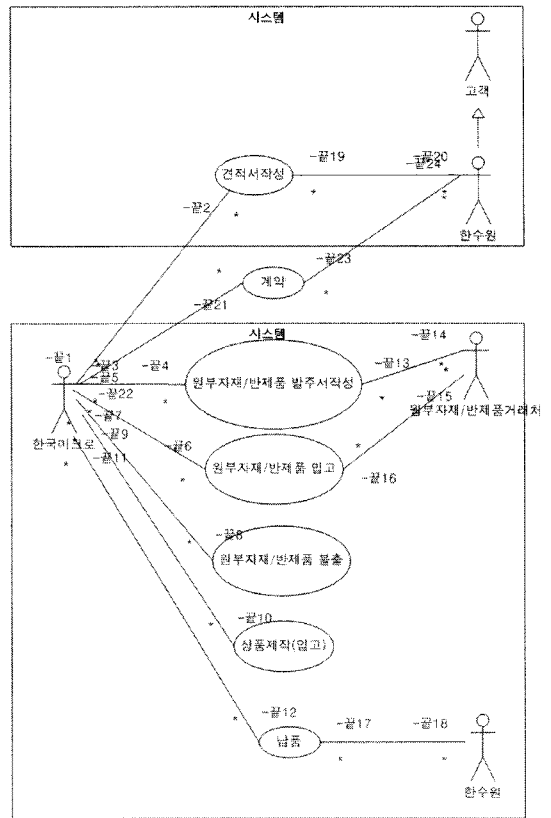 시스템
고객
-끝19
-끝20
-끝24
견적서작성
-끝2
*
*
*
*
한수원
-끝23
*
계약
*
-끝21
시스템
-끝1
-끝3
-끝4
-끝5
-끝13
-끝14
*
*
원부자재/반제품 발주서작성
*
*
-끝22
-끝15
원부자재/반제품거래처
-끝7
한국미크로
-끝9
-끝6
-끝11
*
원부자재/반제품 입고
-끝16
*
*
-끝8
원부자재/반제품 불출
*
-끝10
상품제작(입고)
*
-끝12
-끝17
-끝18
*
납품
*
*
한수원